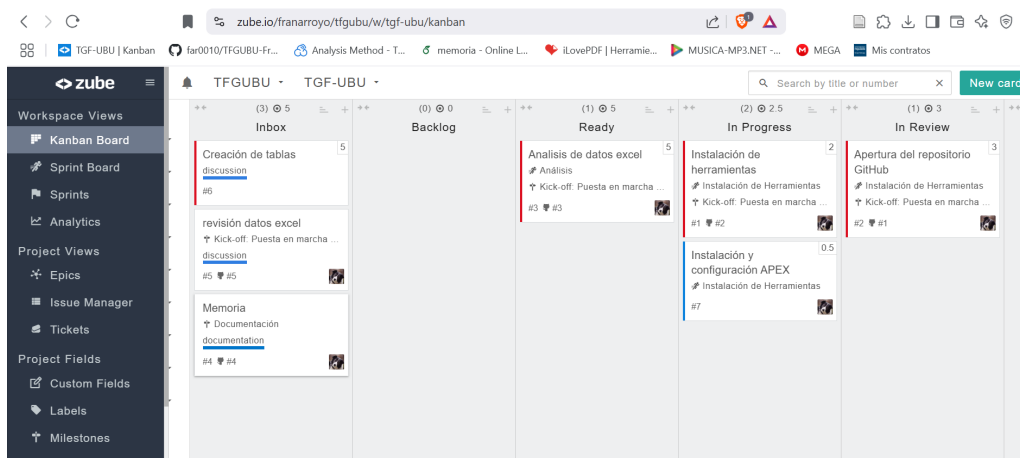 zube.io/franarroyo/tfgubu/w/tgf-ubu/kanban
TGF-UBU | Kanban
far0010/TFGUBU-Fr...
Analysis Method - T...
memoria - Online L...
iLovePDF | Herramie...
MUSICA-MP3.NET -...
MEGA
Mis contratos
zube
TFGUBU
TGF-UBU
Search by title or number
New card
Workspace Views
Kanban Board
Sprint Board
Sprints
Analytics
Project Views
Epics
Issue Manager
Tickets
Project Fields
Custom Fields
Labels
Milestones
(3) 5
Inbox
Creación de tablas
5
discussion
#6
revisión datos excel
Kick-off: Puesta en marcha ...
discussion
#5 #5
Memoria
Documentación
documentation
#4 #4
(0) 0
Backlog
(1) 5
Ready
Analisis de datos excel
5
Análisis
Kick-off: Puesta en marcha ...
#3 #3
(2) 2.5
In Progress
Instalación de
herramientas
2
Instalación de Herramientas
Kick-off: Puesta en marcha ...
#1 #2
Instalación y
configuración APEX
0.5
Instalación de Herramientas
#7
(1) 3
In Review
Apertura del repositorio
GitHub
3
Instalación de Herramientas
Kick-off: Puesta en marcha ...
#2 #1